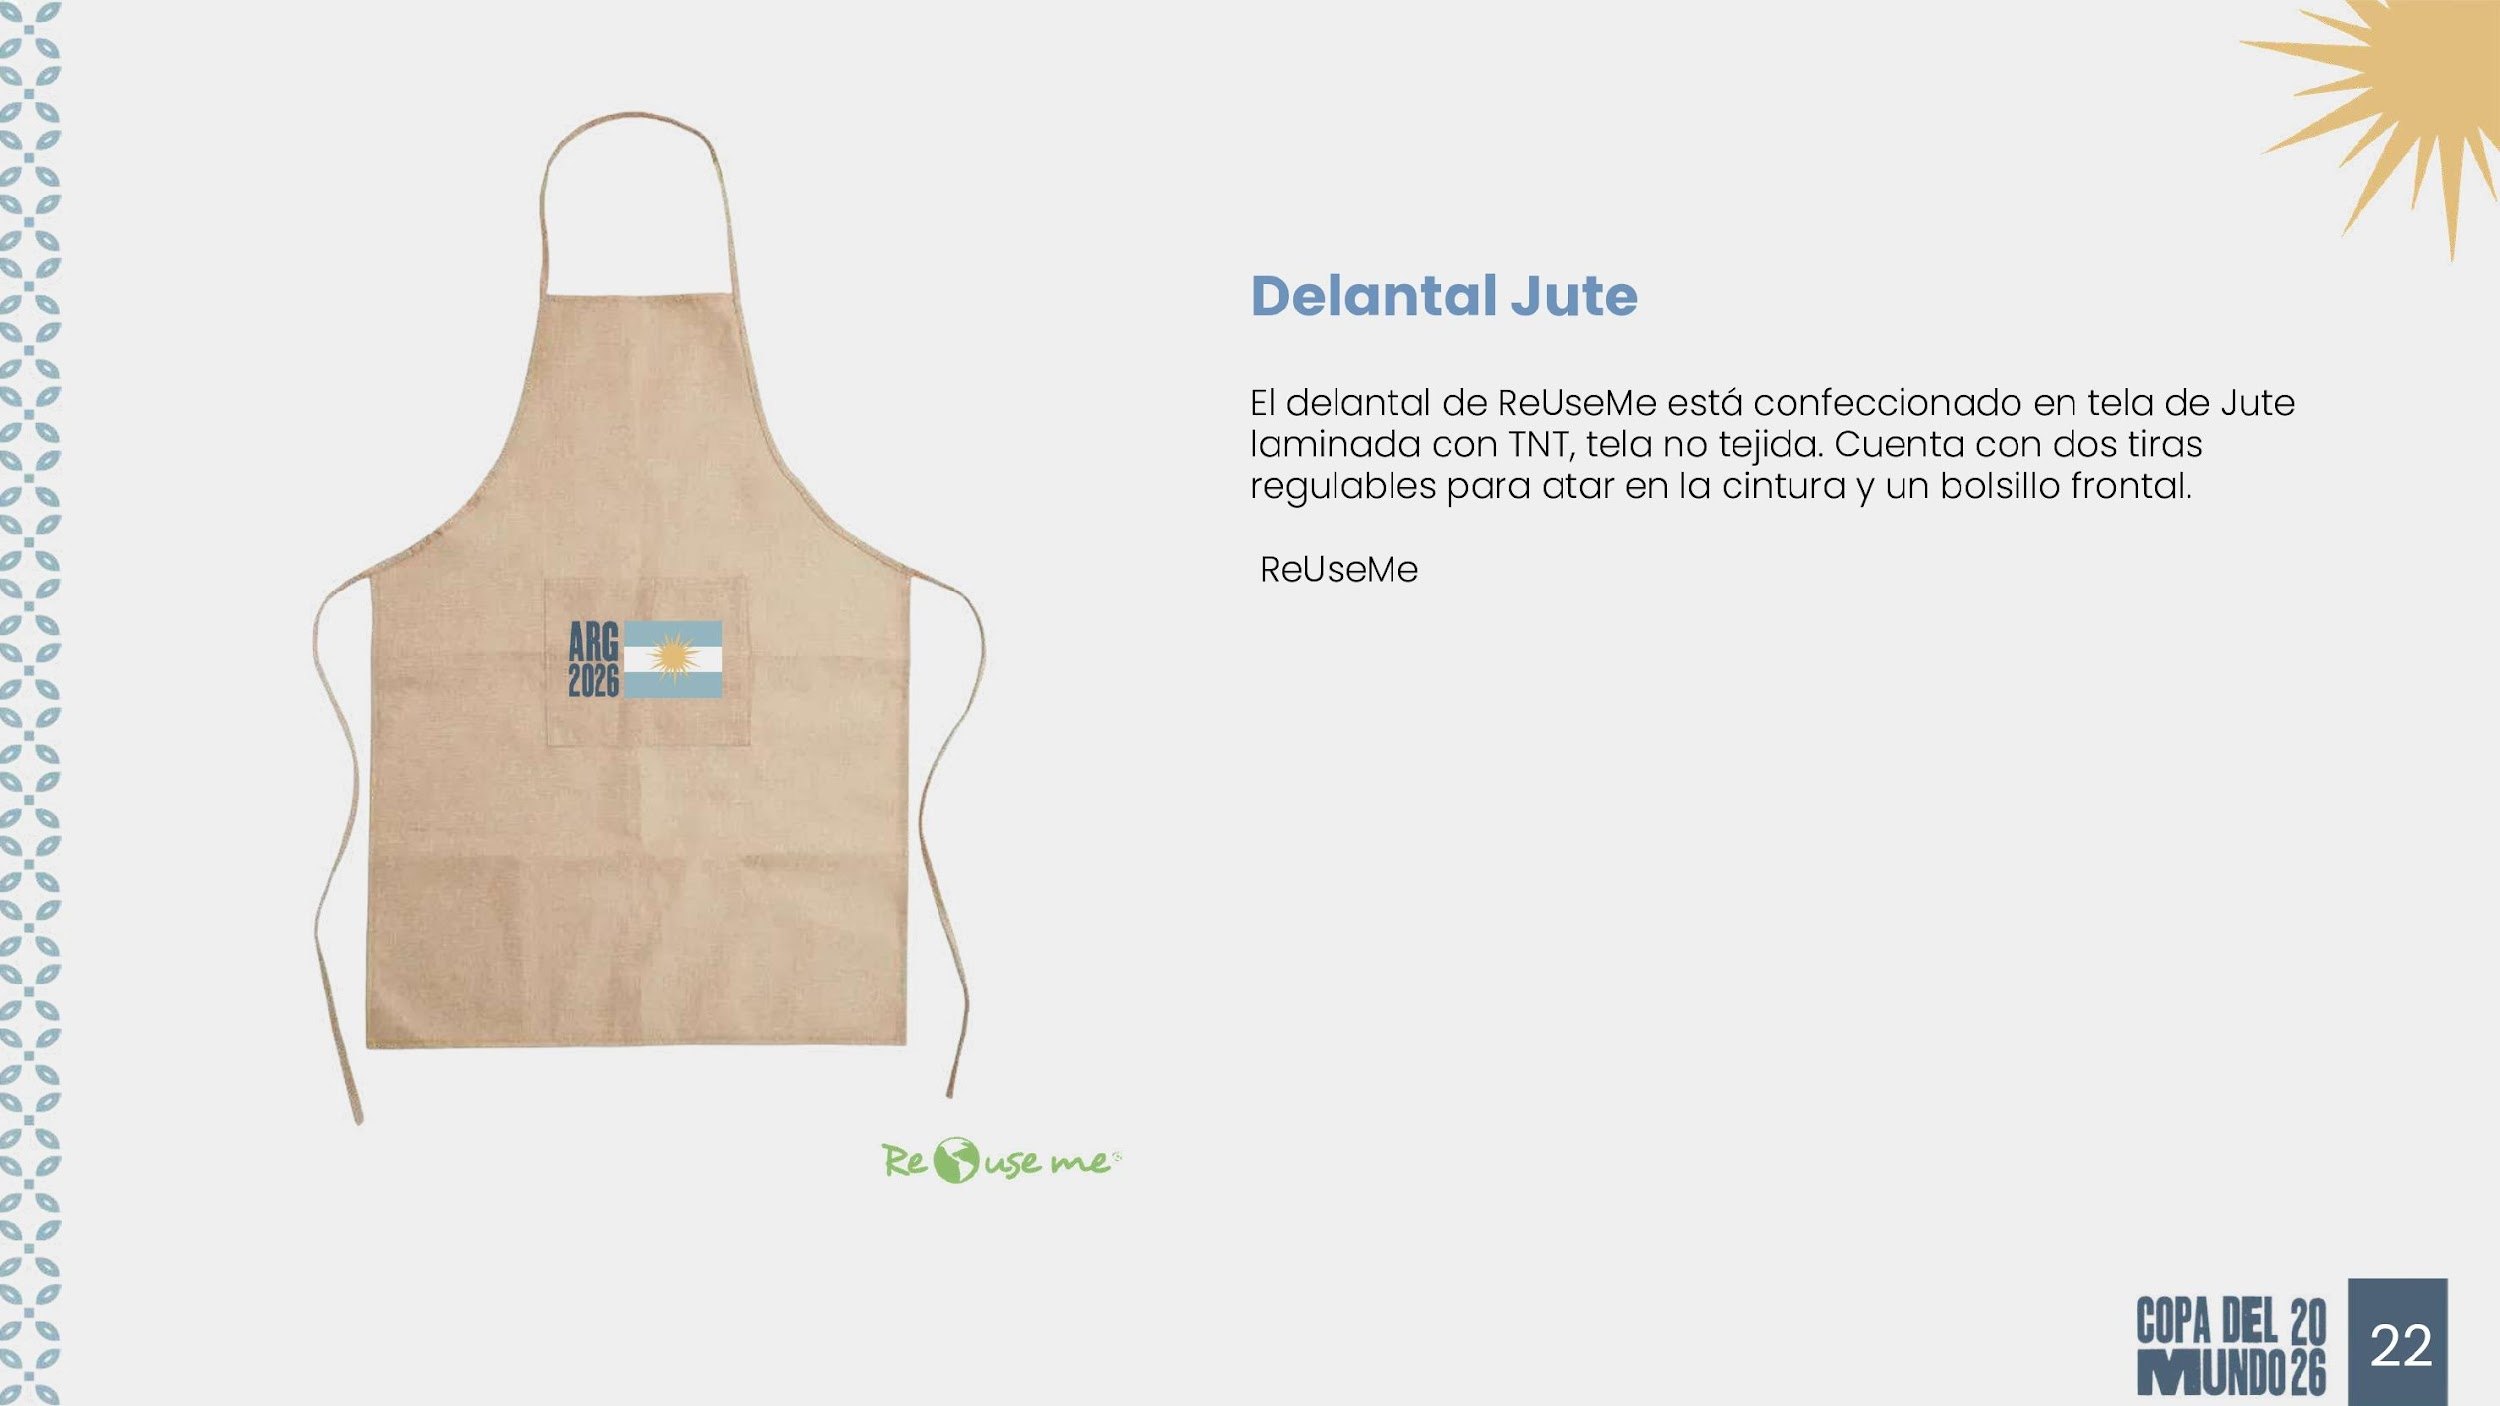 Delantal Jute
El delantal de ReUseMe está confeccionado en tela de Jute
laminada con TNT, tela no tejida. Cuenta con dos tiras
regulables para atar en la cintura y un bolsillo frontal.
ReUseMe
ARG
2026
Re use me
COPA DEL 20
MUNDO 26
22